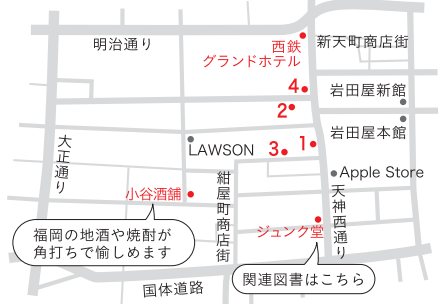 明治通り
西鉄
グランドホテル
新天町商店街
4
2
岩田屋新館
岩田屋本館
1
3
LAWSON
大正通り
Apple Store
小谷酒舗
紺屋町商店街
天神西通り
ジュンク堂
福岡の地酒や焼酎が
角打ちで愉しめます
関連図書はこちら
国体道路